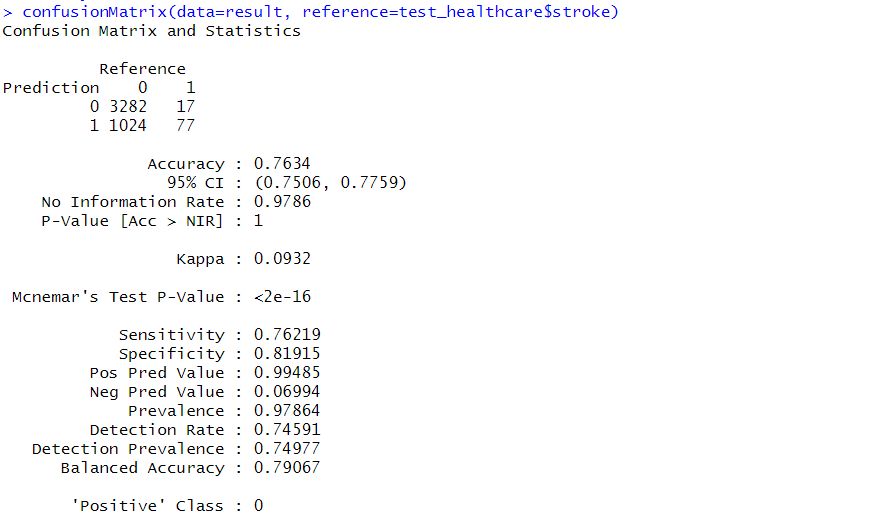 > confusionMatrix(data=result, reference=test_healthcare$stroke)
Confusion Matrix and Statistics

          Reference
Prediction    0    1
         0 3282   17
         1 1024   77

               Accuracy : 0.7634
                 95% CI : (0.7506, 0.7759)
    No Information Rate : 0.9786
    P-Value [Acc > NIR] : 1

                  Kappa : 0.0932

 Mcnemar's Test P-Value : <2e-16

            Sensitivity : 0.76219
            Specificity : 0.81915
         Pos Pred Value : 0.99485
         Neg Pred Value : 0.06994
             Prevalence : 0.97864
         Detection Rate : 0.74591
   Detection Prevalence : 0.74977
      Balanced Accuracy : 0.79067

       'Positive' Class : 0